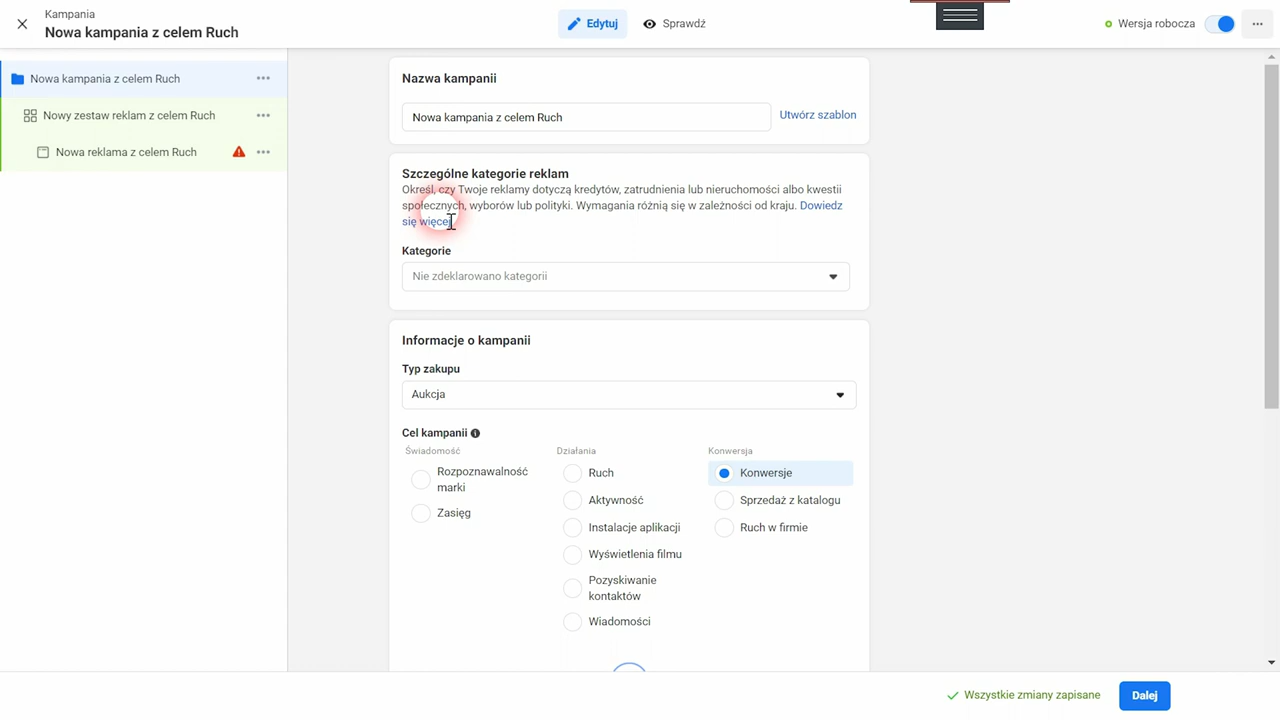 Kampania
Nowa kampania z celem Ruch
Edytuj
Sprawdź
Wersja robocza
Nowa kampania z celem Ruch
Nowy zestaw reklam z celem Ruch
Nowa reklama z celem Ruch
Nazwa kampanii
Nowa kampania z celem Ruch
Utwórz szablon
Szczególne kategorie reklam
Określ, czy Twoje reklamy dotyczą kredytów, zatrudnienia lub nieruchomości albo kwestii
społecznych, wyborów lub polityki. Wymagania różnią się w zależności od kraju. Dowiedz
się więcej
Kategorie
Nie zdeklarowano kategorii
Informacje o kampanii
Typ zakupu
Aukcja
Cel kampanii
Świadomość
Rozpoznawalność
marki
Zasięg
Działania
Ruch
Aktywność
Instalacje aplikacji
Wyświetlenia filmu
Pozyskiwanie
kontaktów
Wiadomości
Konwersja
Konwersje
Sprzedaż z katalogu
Ruch w firmie
Wszystkie zmiany zapisane
Dalej